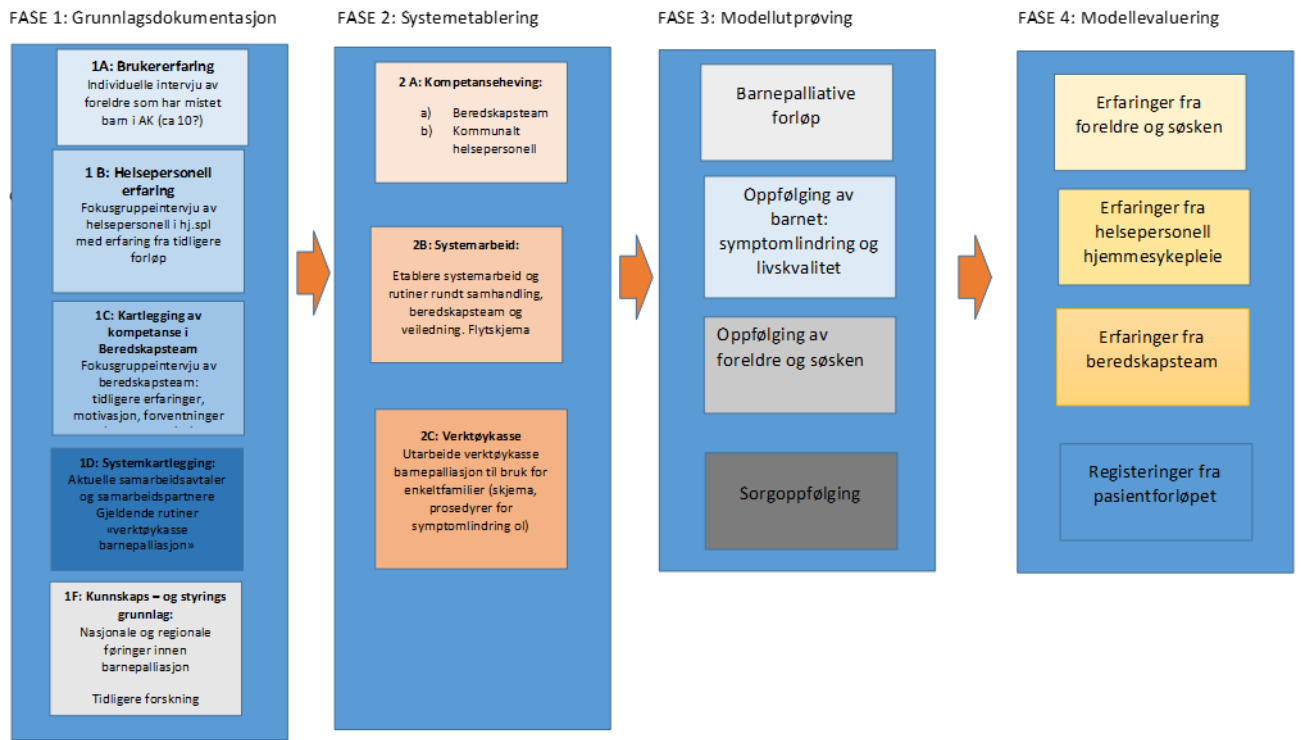 FASE 1: Grunnlagsdokumentasjon
1A: Brukererfaring
Individuelle intervju av
foreldre som har mistet
barn i AK (ca 10?)
1 B: Helsepersonell
erfaring
Fokusgruppeintervju av
helsepersonell i hj.spl
med erfaring fra tidligere
forløp
1C: Kartlegging av
kompetanse i
Beredskapsteam
Fokusgruppeintervju av
beredskapsteam:
tidligere erfaringer,
motivasjon, forventninger
1D: Systemkartlegging:
Aktuelle samarbeidsavtaler
og samarbeidspartnere
Gjeldende rutiner
«verktøykasse
barnepalliasjon»
1F: Kunnskaps – og styrings
grunnlag:
Nasjonale og regionale
føringer innen
barnepalliasjon
Tidligere forskning
FASE 2: Systemetablering
2 A: Kompetanseheving:
a) Beredskapsteam
b) Kommunalt
helsepersonell
2B: Systemarbeid:
Etablere systemarbeid og
rutiner rundt samhandling,
beredskapsteam og
veiledning. Flytskjema
2C: Verktøykasse
Utarbeide verktøykasse
barnepalliasjon til bruk for
enkeltfamilier (skjema,
prosedyrer for
symptomlindring ol)
FASE 3: Modellutprøving
Barnepalliative
forløp
Oppfølging av
barnet:
symptomlindring og
livskvalitet
Oppfølging av
foreldre og søsken
Sorgoppfølging
FASE 4: Modellevaluering
Erfaringer fra
foreldre og søsken
Erfaringer fra
helsepersonell
hjemmesykepleie
Erfaringer fra
beredskapsteam
Registeringer fra
pasientforløpet